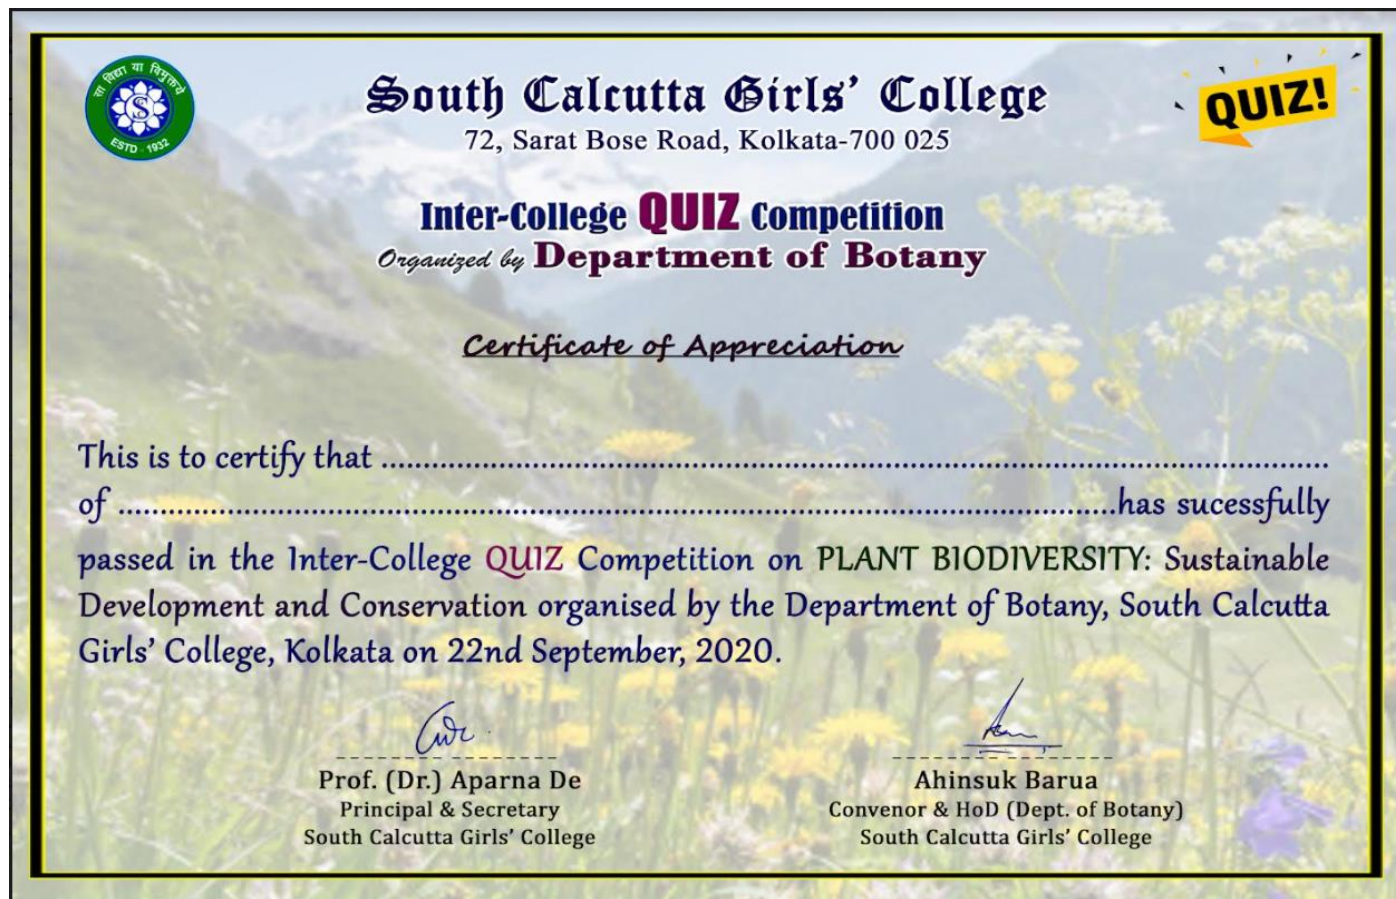 सा विद्या या विमुक्तये
S
ESTD - 1932
South Calcutta Girls' College
72, Sarat Bose Road, Kolkata-700 025
QUIZ!
Inter-College QUIZ Competition
Organized by Department of Botany
Certificate of Appreciation
This is to certify that ....................................................................................................................
of ..........................................................................................................................has sucessfully
passed in the Inter-College QUIZ Competition on PLANT BIODIVERSITY: Sustainable
Development and Conservation organised by the Department of Botany, South Calcutta
Girls' College, Kolkata on 22nd September, 2020.
Prof. (Dr.) Aparna De
Principal & Secretary
South Calcutta Girls' College
Ahinsuk Barua
Convenor & HoD (Dept. of Botany)
South Calcutta Girls' College